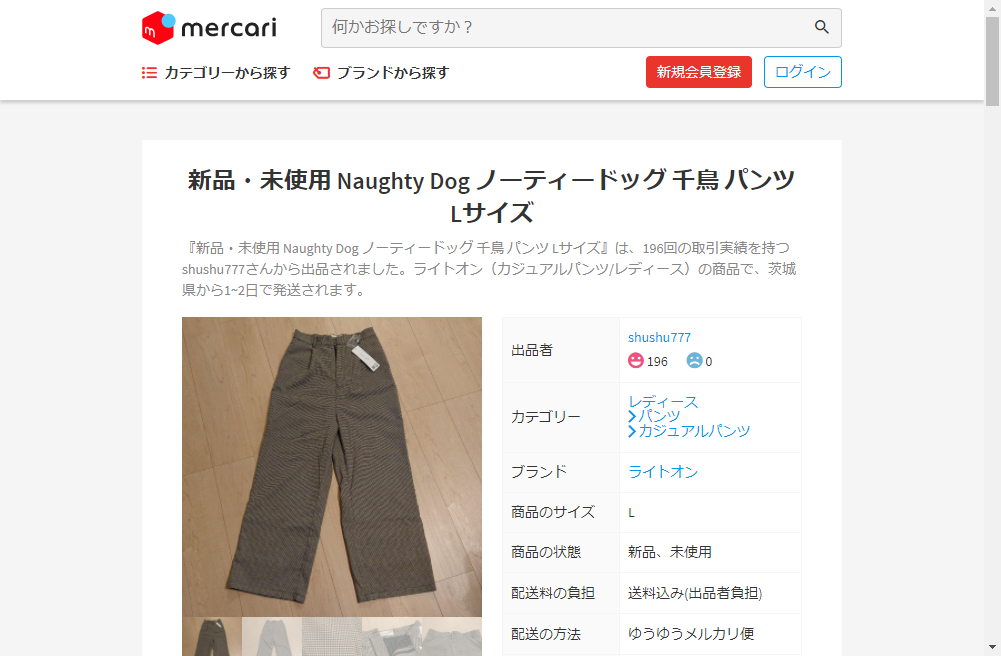 mercari
何かお探しですか？
カテゴリーから探す
ブランドから探す
新規会員登録
ログイン
新品・未使用 Naughty Dog ノーティードッグ 千鳥 パンツ
Lサイズ
『新品・未使用 Naughty Dog ノーティードッグ 千鳥 パンツ Lサイズ』は、196回の取引実績を持つ
shushu777さんから出品されました。ライトオン（カジュアルパンツ/レディース）の商品で、茨城
県から1~2日で発送されます。
出品者
shushu777
196
0
カテゴリー
レディース
パンツ
カジュアルパンツ
ブランド
ライトオン
商品のサイズ
L
商品の状態
新品、未使用
配送料の負担
送料込み(出品者負担)
配送の方法
ゆうゆうメルカリ便